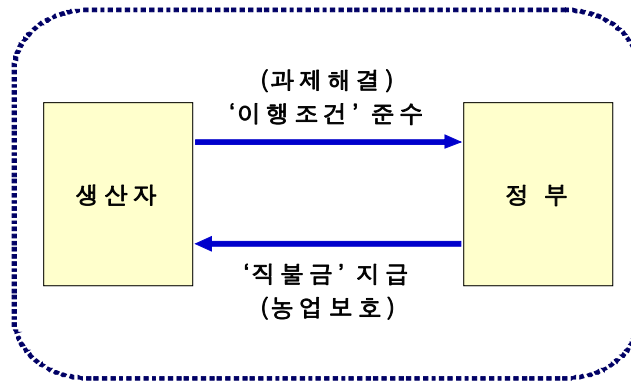 (과제해결)
‘이행조건’ 준수
생산자
정 부
‘직불금’ 지급
(농업보호)